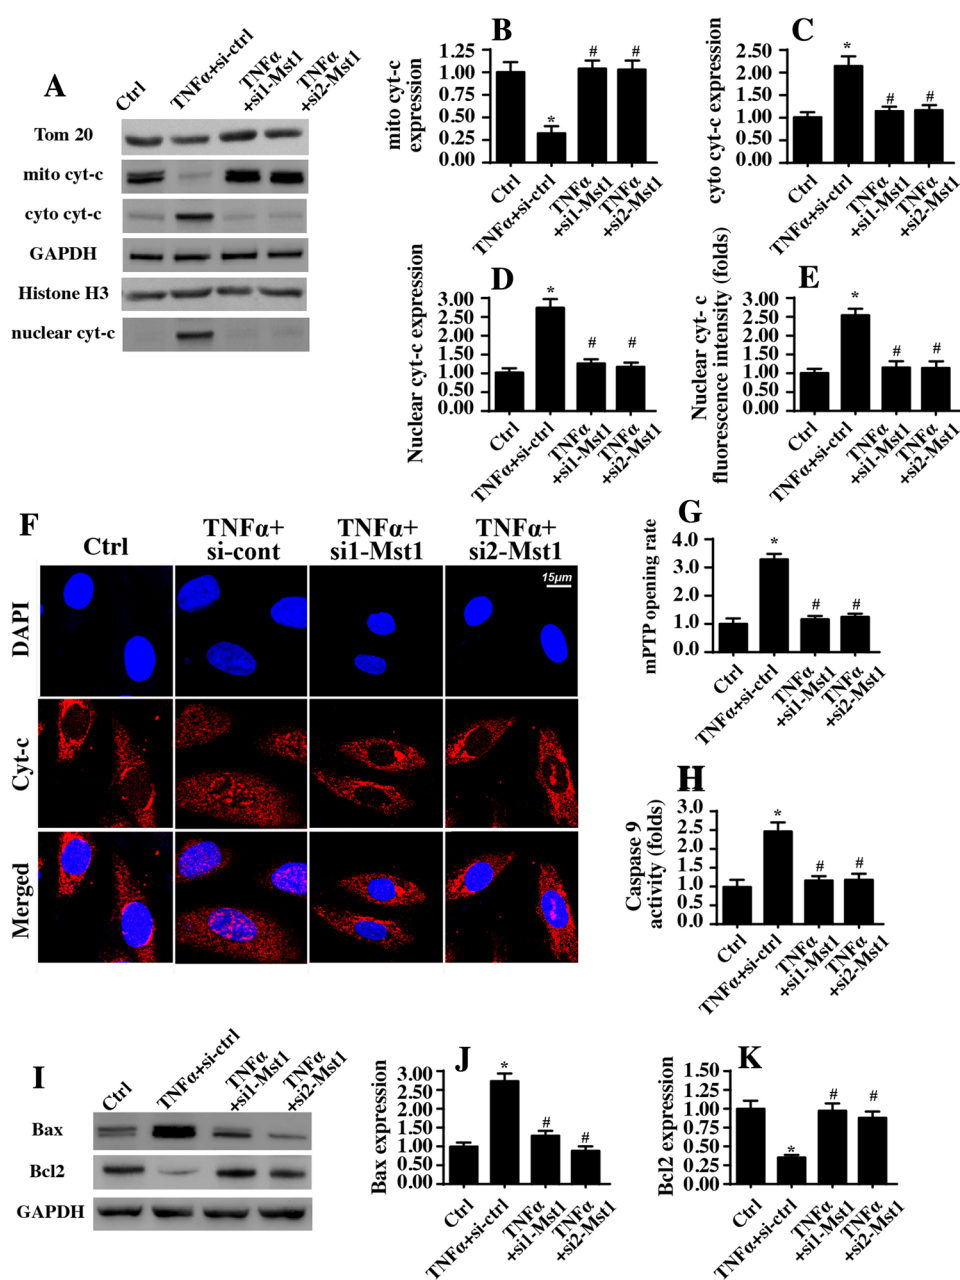 A
Ctrl
TNFα+si-ctrl
TNFα
+si1-Mst1
TNFα
+si2-Mst1
Tom 20
mito cyt-c
cyto cyt-c
GAPDH
Histone H3
nuclear cyt-c
B
mito cyt-c
expression
1.25
1.00
0.75
0.50
0.25
0.00
*
#
#
Ctrl
TNFα+si-ctrl
TNFα
+si1-Mst1
TNFα
+si2-Mst1
C
cyto cyt-c expression
2.50
2.00
1.50
1.00
0.50
0.00
*
#
#
Ctrl
TNFα+si-ctrl
TNFα
+si1-Mst1
TNFα
+si2-Mst1
D
Nuclear cyt-c expression
3.00
2.50
2.00
1.50
1.00
0.50
0.00
*
#
#
Ctrl
TNFα+si-ctrl
TNFα
+si1-Mst1
TNFα
+si2-Mst1
E
Nuclear cyt-c
fluorescence intensity (folds)
3.00
2.50
2.00
1.50
1.00
0.50
0.00
*
#
#
Ctrl
TNFα+si-ctrl
TNFα
+si1-Mst1
TNFα
+si2-Mst1
F
Ctrl
TNFα+
si-cont
TNFα+
si1-Mst1
TNFα+
si2-Mst1
15μm
DAPI
Cyt-c
Merged
G
mPTP opening rate
4.0
3.0
2.0
1.0
0.0
*
#
#
Ctrl
TNFα+si-ctrl
TNFα
+si1-Mst1
TNFα
+si2-Mst1
H
Caspase 9
activity (folds)
3.0
2.5
2.0
1.5
1.0
0.5
0.0
*
#
#
Ctrl
TNFα+si-ctrl
TNFα
+si1-Mst1
TNFα
+si2-Mst1
I
Ctrl
TNFα+si-ctrl
TNFα
+si1-Mst1
TNFα
+si2-Mst1
Bax
Bcl2
GAPDH
J
Bax expression
3.00
2.50
2.00
1.50
1.00
0.50
0.00
*
#
#
Ctrl
TNFα+si-ctrl
TNFα
+si1-Mst1
TNFα
+si2-Mst1
K
Bcl2 expression
1.50
1.25
1.00
0.75
0.50
0.25
0.00
*
#
#
Ctrl
TNFα+si-ctrl
TNFα
+si1-Mst1
TNFα
+si2-Mst1